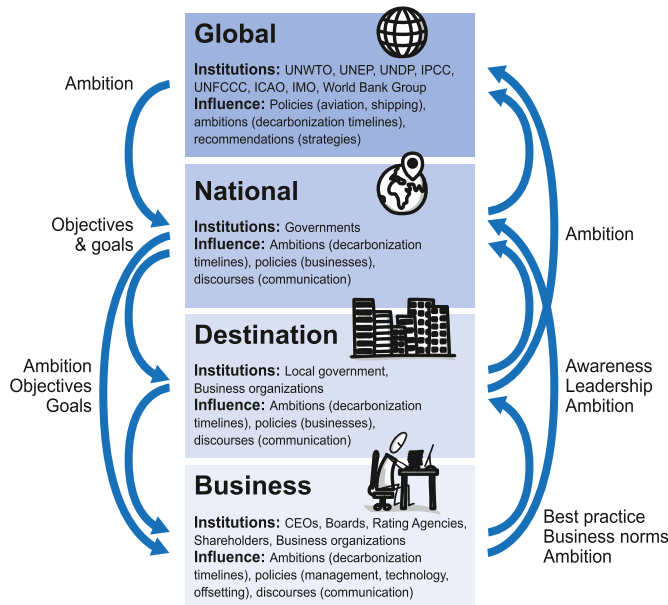 Global
Institutions: UNWTO, UNEP, UNDP, IPCC,
UNFCCC, ICAO, IMO, World Bank Group
Influence: Policies (aviation, shipping),
ambitions (decarbonization timelines),
recommendations (strategies)
Ambition
National
Institutions: Governments
Influence: Ambitions (decarbonization
timelines), policies (businesses),
discourses (communication)
Objectives
& goals
Ambition
Destination
Institutions: Local government,
Business organizations
Influence: Ambitions (decarbonization
timelines), policies (businesses),
discourses (communication)
Ambition
Objectives
Goals
Awareness
Leadership
Ambition
Business
Institutions: CEOs, Boards, Rating Agencies,
Shareholders, Business organizations
Influence: Ambitions (decarbonization
timelines), policies (management, technology,
offsetting), discourses (communication)
Best practice
Business norms
Ambition